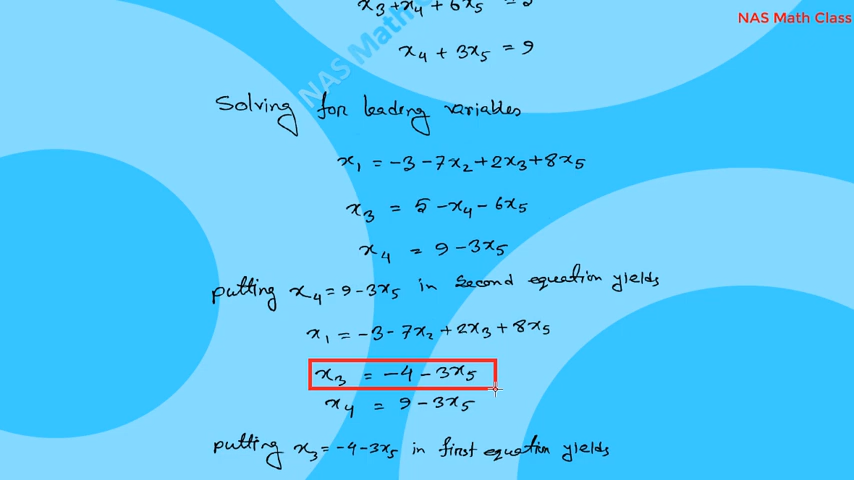 x₃+x₄+6x₅ = 5
NAS Math Class
NAS Math
x₄ + 3x₅ = 9
Solving for leading variables
x₁ = -3 -7x₂+2x₃+8x₅
x₃ = 5 -x₄ - 6x₅
x₄ = 9 -3x₅
putting x₄=9-3x₅ in second equation yields
x₁ = -3 - 7x₂ +2x₃ + 8x₅
x₃ = -4 - 3x₅
x₄ = 9 -3x₅
putting x₃=-4-3x₅ in first equation yields